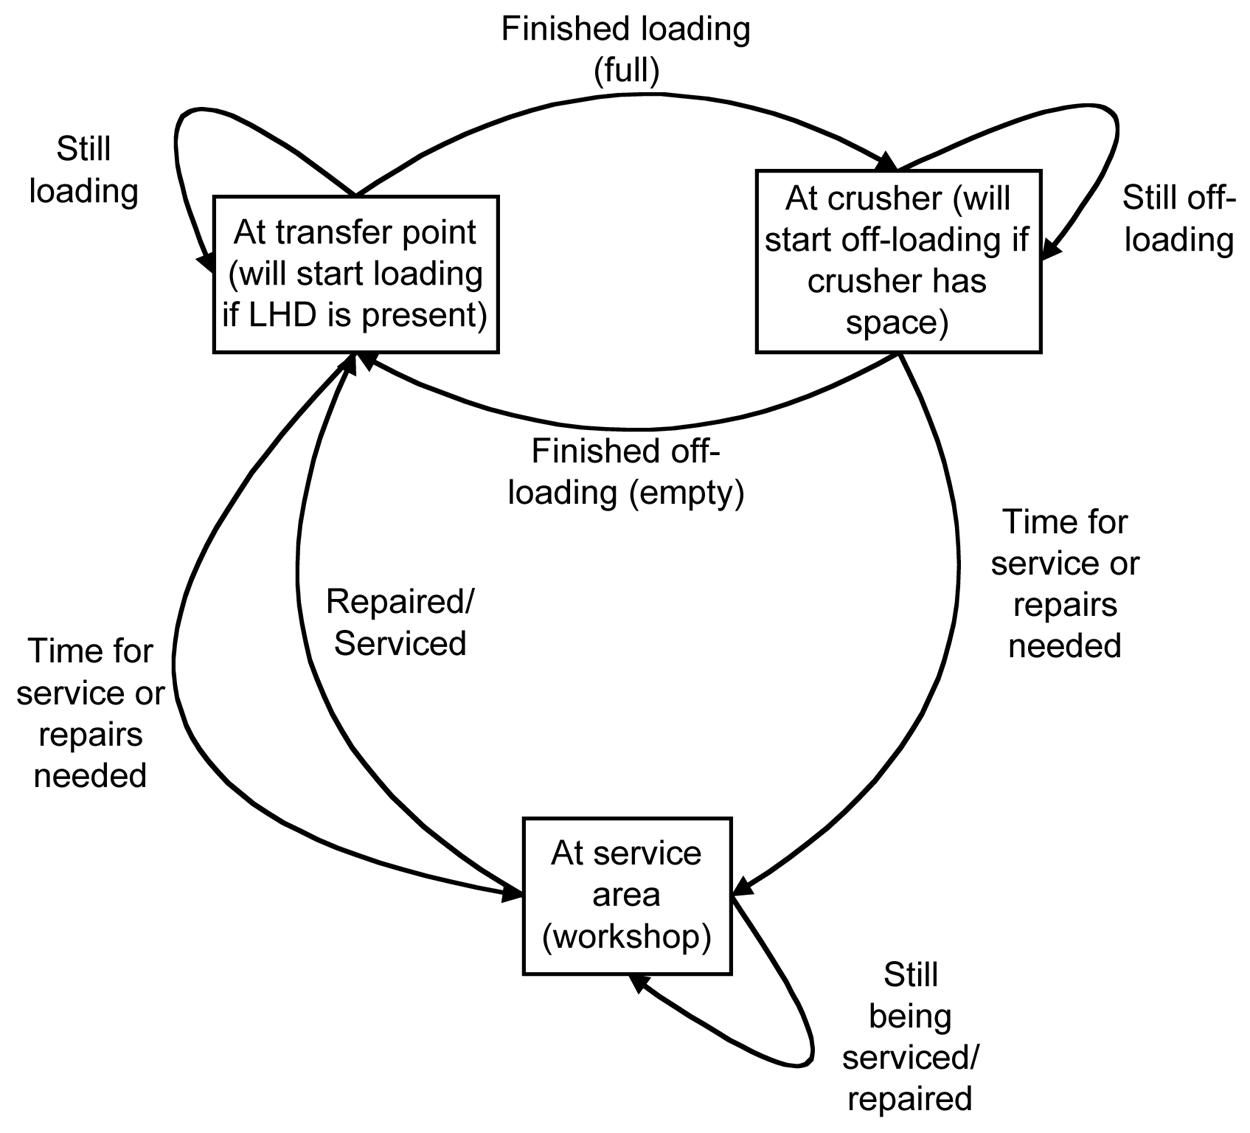 Finished loading
(full)
Still
loading
At transfer point
(will start loading
if LHD is present)
At crusher (will
start off-loading if
crusher has
space)
Still off-
loading
Finished off-
loading (empty)
Time for
service or
repairs
needed
Repaired/
Serviced
Time for
service or
repairs
needed
At service
area
(workshop)
Still
being
serviced/
repaired